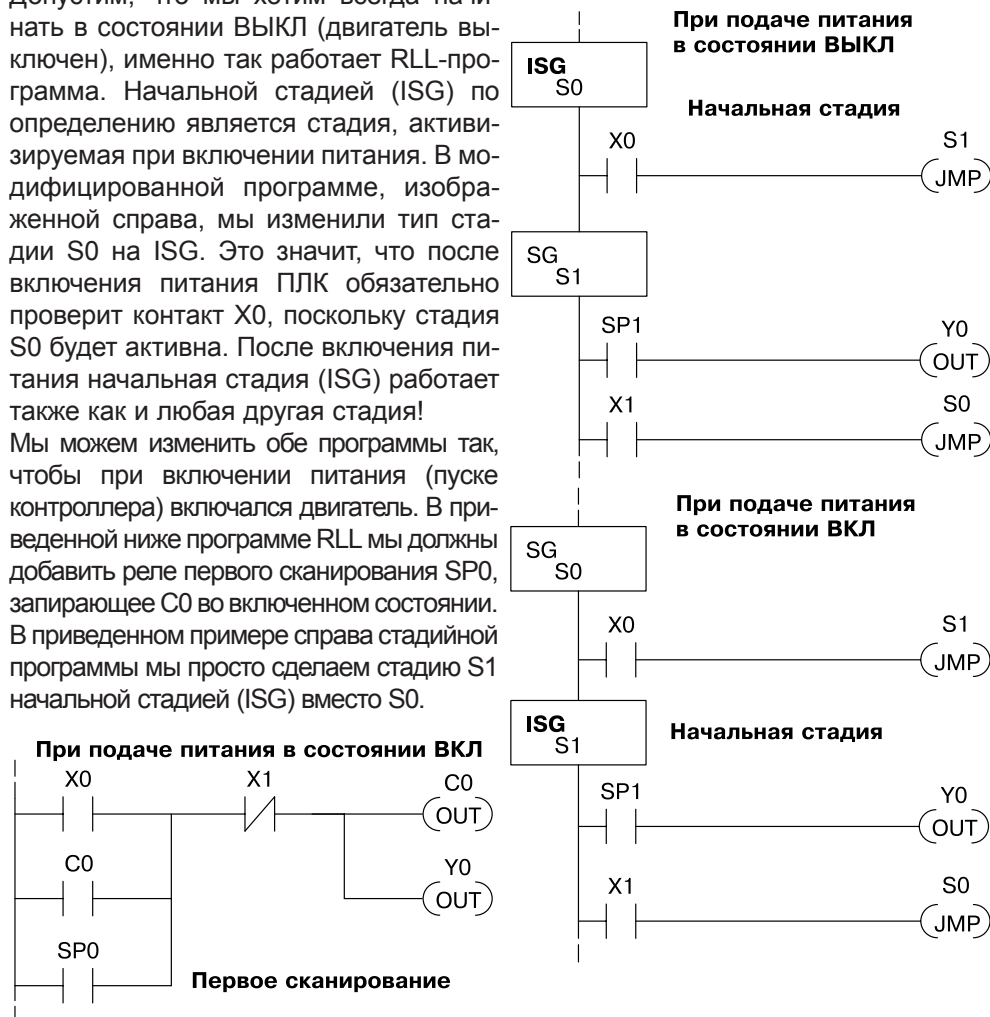 допустим, что мы хотим всегда начи-
нать в состоянии ВЫКЛ (двигатель вы-
ключен), именно так работает RLL-про-
грамма. Начальной стадией (ISG) по
определению является стадия, активи-
зируемая при включении питания. В мо-
дифицированной программе, изобра-
женной справа, мы изменили тип ста-
дии S0 на ISG. Это значит, что после
включения питания ПЛК обязательно
проверит контакт X0, поскольку стадия
S0 будет активна. После включения пи-
тания начальная стадия (ISG) работает
также как и любая другая стадия!
Мы можем изменить обе программы так,
чтобы при включении питания (пуске
контроллера) включался двигатель. В при-
веденной ниже программе RLL мы должны
добавить реле первого сканирования SP0,
запирающее C0 во включенном состоянии.
В приведенном примере справа стадийной
программы мы просто сделаем стадию S1
начальной стадией (ISG) вместо S0.
При подаче питания в состоянии ВКЛ
X0 X1 C0
OUT
C0 Y0
OUT
SP0
Первое сканирование
При подаче питания
в состоянии ВЫКЛ
ISG
S0
Начальная стадия
X0 S1
JMP
SG
S1
SP1 Y0
OUT
X1 S0
JMP
При подаче питания
в состоянии ВКЛ
SG
S0
X0 S1
JMP
ISG
S1
Начальная стадия
SP1 Y0
OUT
X1 S0
JMP